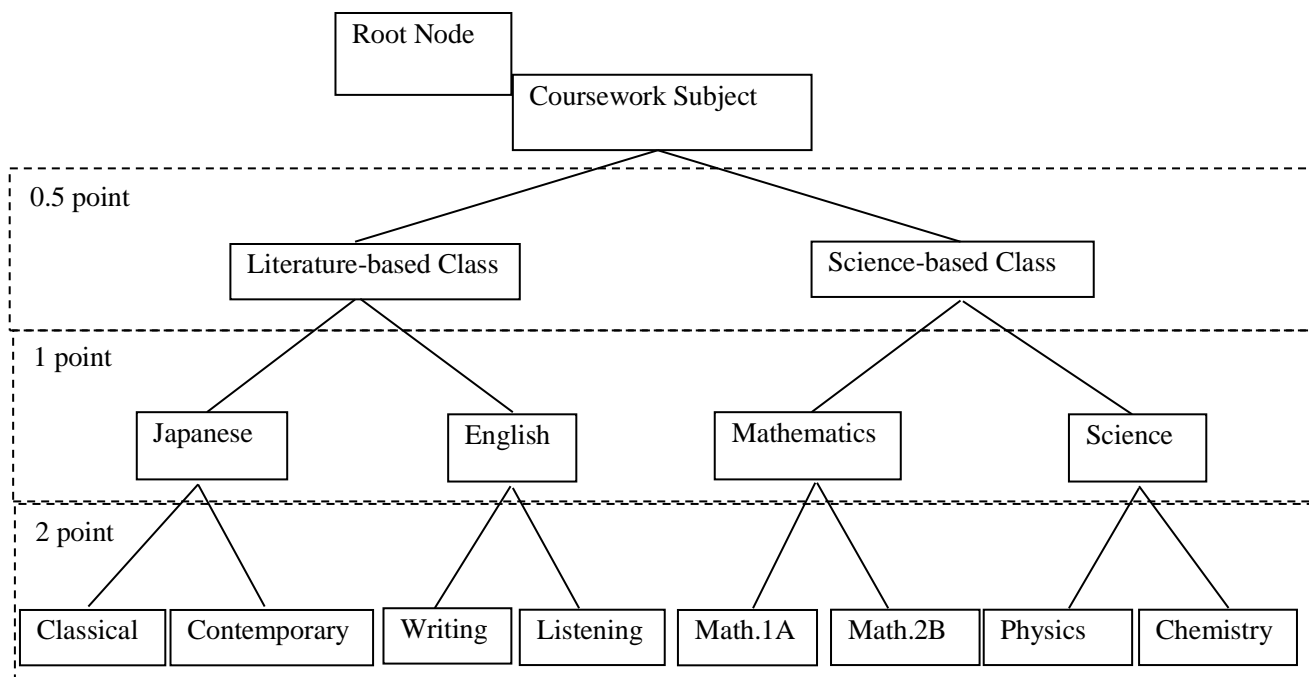 Root Node
Coursework Subject
0.5 point
Literature-based Class
Science-based Class
1 point
Japanese
English
Mathematics
Science
2 point
Classical
Contemporary
Writing
Listening
Math.1A
Math.2B
Physics
Chemistry